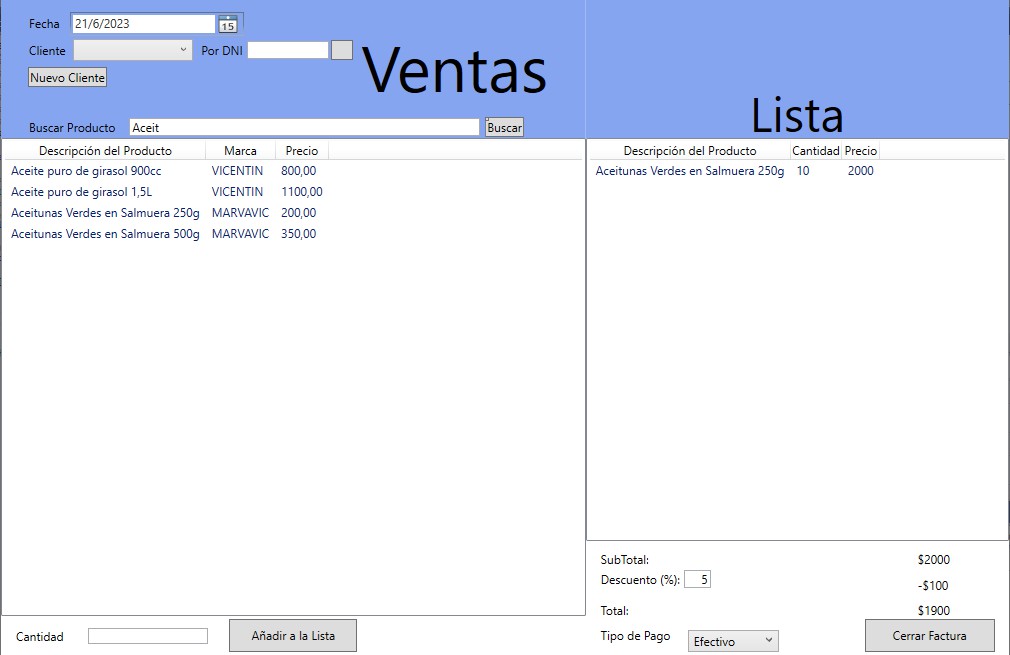 Fecha 21/6/2023 15
Cliente Por DNI
Nuevo Cliente
Ventas
Buscar Producto Aceit Buscar
Descripción del Producto Marca Precio
Aceite puro de girasol 900cc VICENTIN 800,00
Aceite puro de girasol 1,5L VICENTIN 1100,00
Aceitunas Verdes en Salmuera 250g MARVAVIC 200,00
Aceitunas Verdes en Salmuera 500g MARVAVIC 350,00
Cantidad Añadir a la Lista
Lista
Descripción del Producto Cantidad Precio
Aceitunas Verdes en Salmuera 250g 10 2000
SubTotal: $2000
Descuento (%): 5 -$100
Total: $1900
Tipo de Pago Efectivo Cerrar Factura